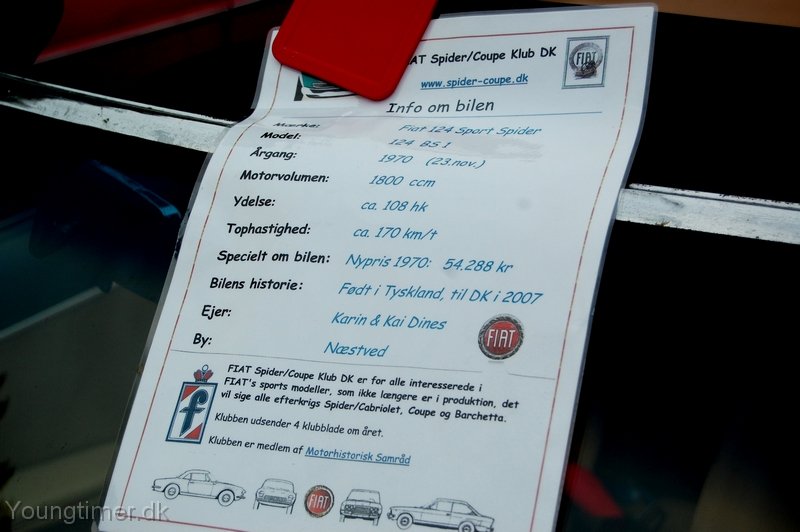 FIAT
AT Spider/Coupe Klub DK
www.spider-coupe.dk
Info om bilen
Mærke: Fiat 124 Sport Spider
Model: 124 BS 1
Årgang: 1970 (23.nov.)
Motorvolumen: 1800 ccm
Ydelse: ca. 108 hk
Tophastighed: ca. 170 km/t
Specielt om bilen: Nypris 1970: 54.288 kr
Bilens historie: Født i Tyskland, til DK i 2007
Ejer: Karin & Kai Dines
By: Næstved
FIAT
FIAT Spider/Coupe Klub DK er for alle interesserede i
FIAT's sports modeller, som ikke længere er i produktion, det
vil sige alle efterkrigs Spider/Cabriolet, Coupe og Barchetta.
Klubben udsender 4 klubblade om året.
Klubben er medlem af Motorhistorisk Samråd
f
FIAT
Youngtimer.dk